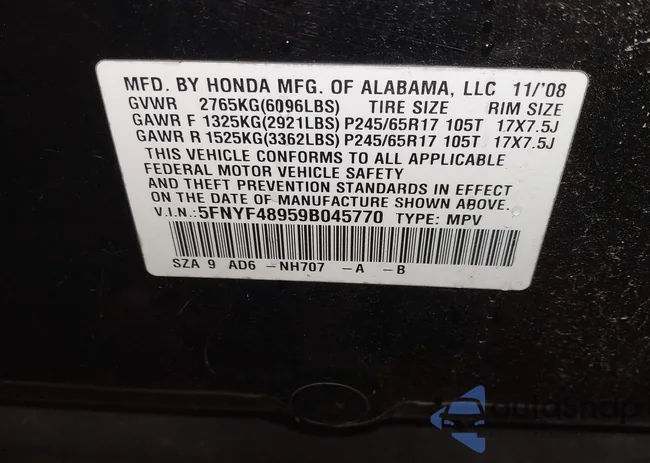 MFD. BY HONDA MFG. OF ALABAMA, LLC 11/'08
GVWR 2765KG(6096LBS) TIRE SIZE RIM SIZE
GAWR F 1325KG(2921LBS) P245/65R17 105T 17X7.5J
GAWR R 1525KG(3362LBS) P245/65R17 105T 17X7.5J
THIS VEHICLE CONFORMS TO ALL APPLICABLE
FEDERAL MOTOR VEHICLE SAFETY
AND THEFT PREVENTION STANDARDS IN EFFECT
ON THE DATE OF MANUFACTURE SHOWN ABOVE.
V.I.N.:5FNYF48959B045770 TYPE: MPV
SZA 9 AD6 -NH707 -A -B
autosnap